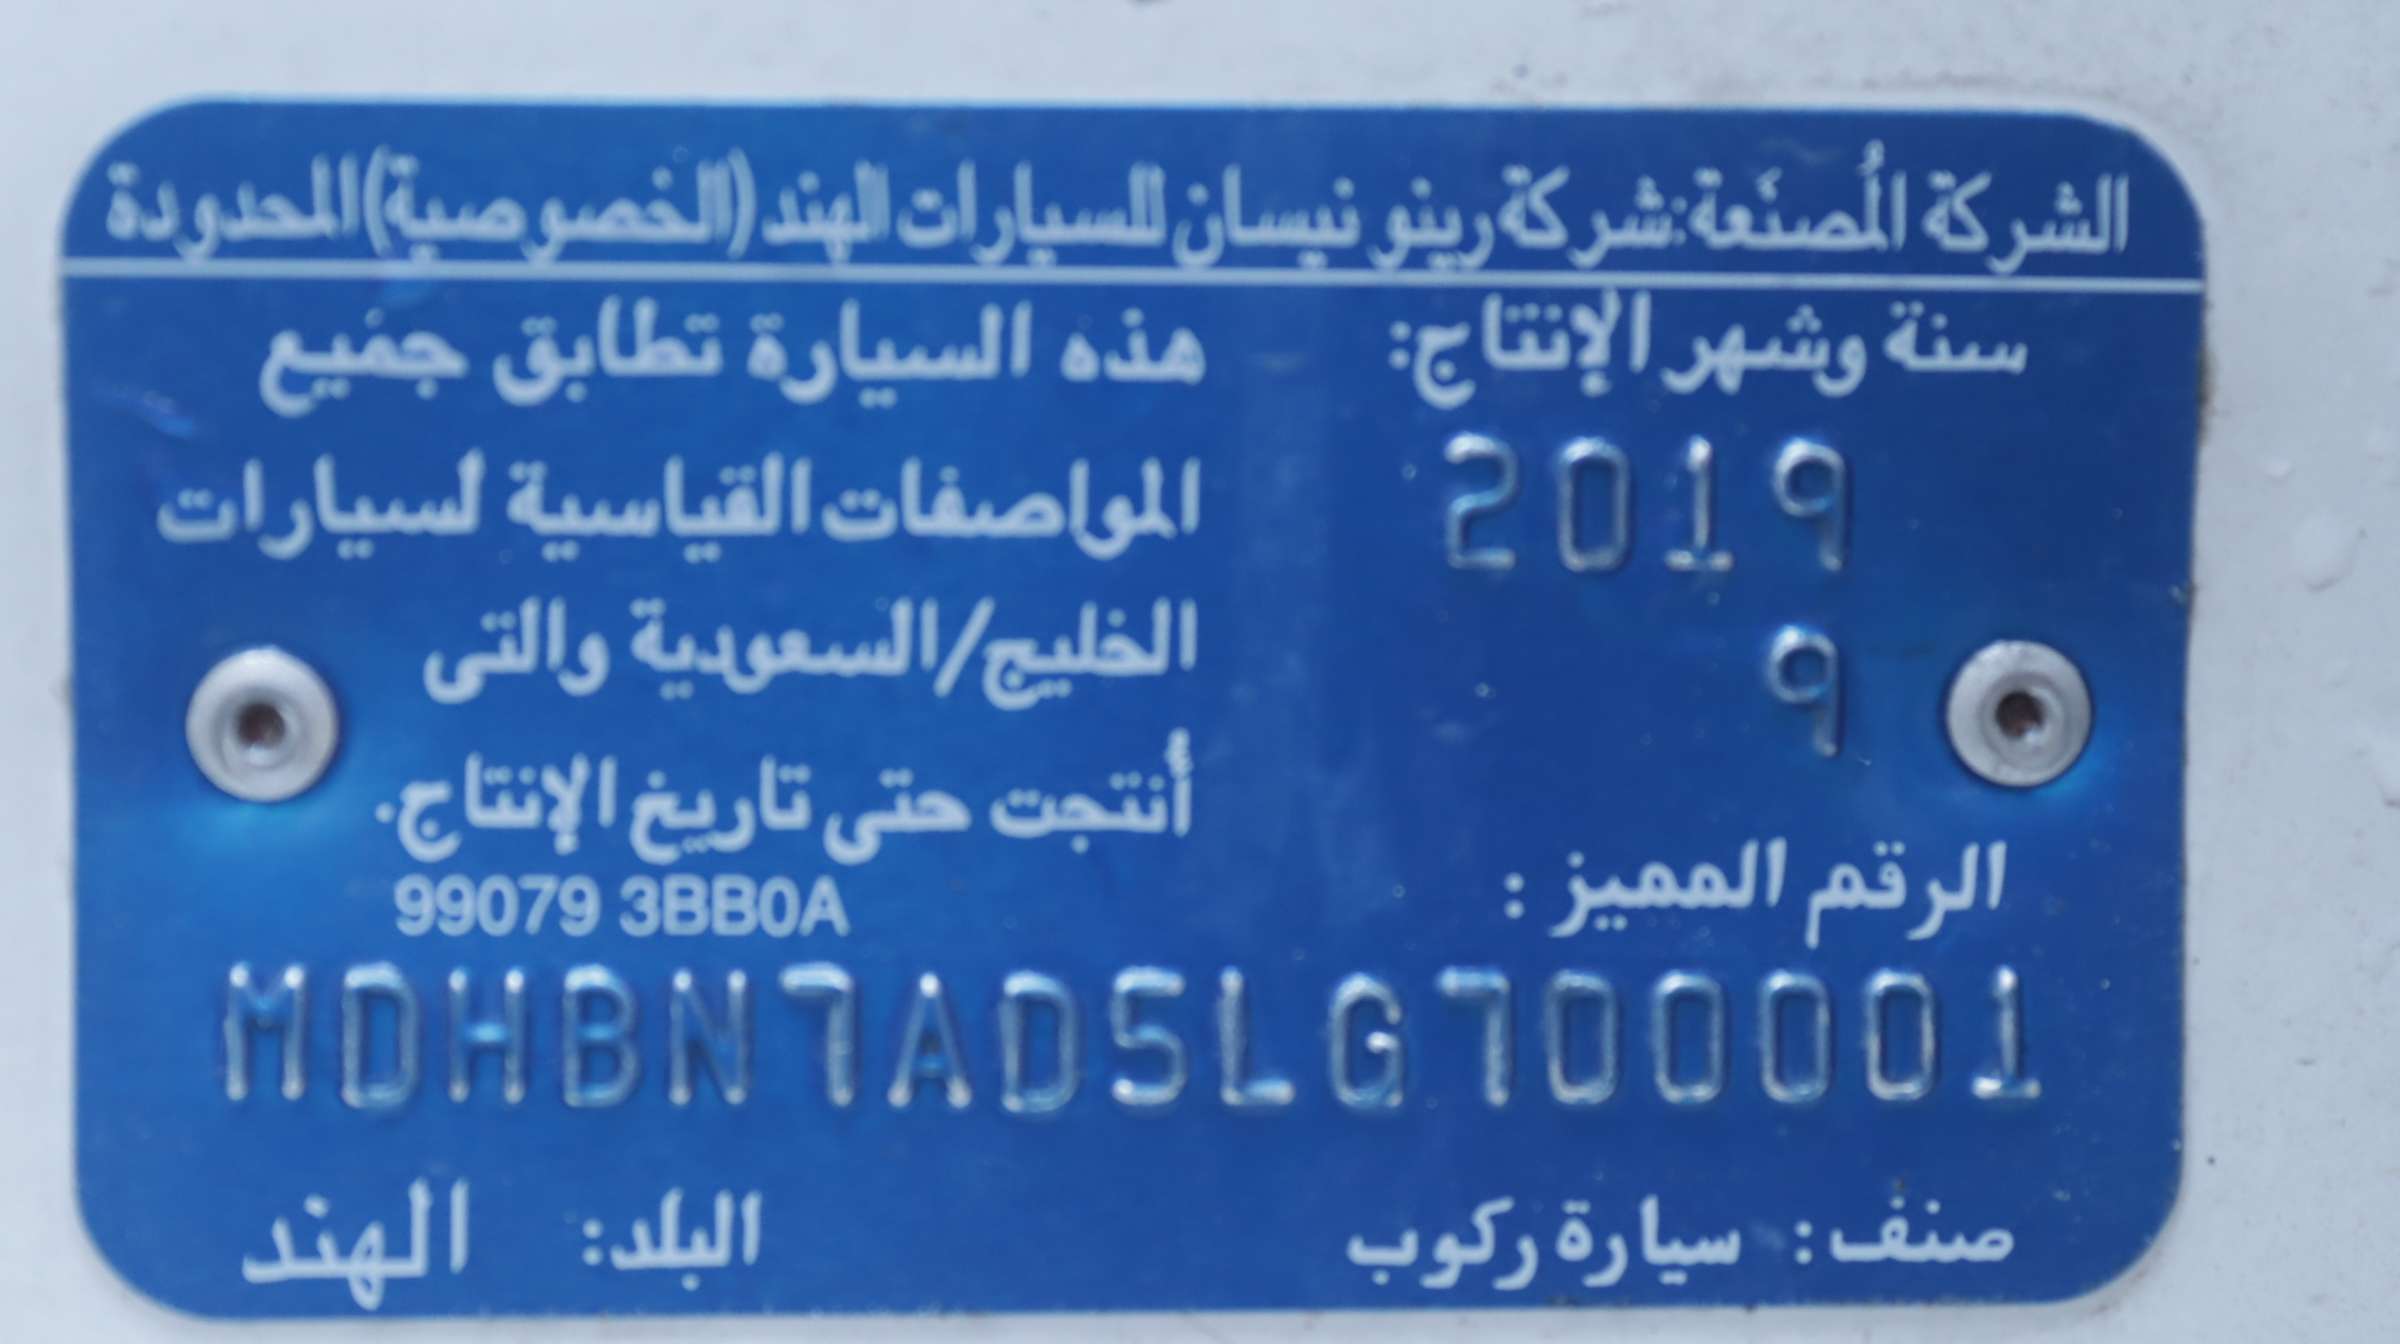 الشركة المُصنَعة:شركة رينو نيسان للسيارات الهند (الخصوصية) المحدودة
سنة وشهر الإنتاج:
2019
9
هذه السيارة تطابق جميع
المواصفات القياسية لسيارات
الخليج/السعودية والتى
أنتجت حتى تاريخ الإنتاج.
99079 3BB0A
الرقم المميز :
MDHBN7AD5LG700001
صنف: سيارة ركوب
البلد: الهند